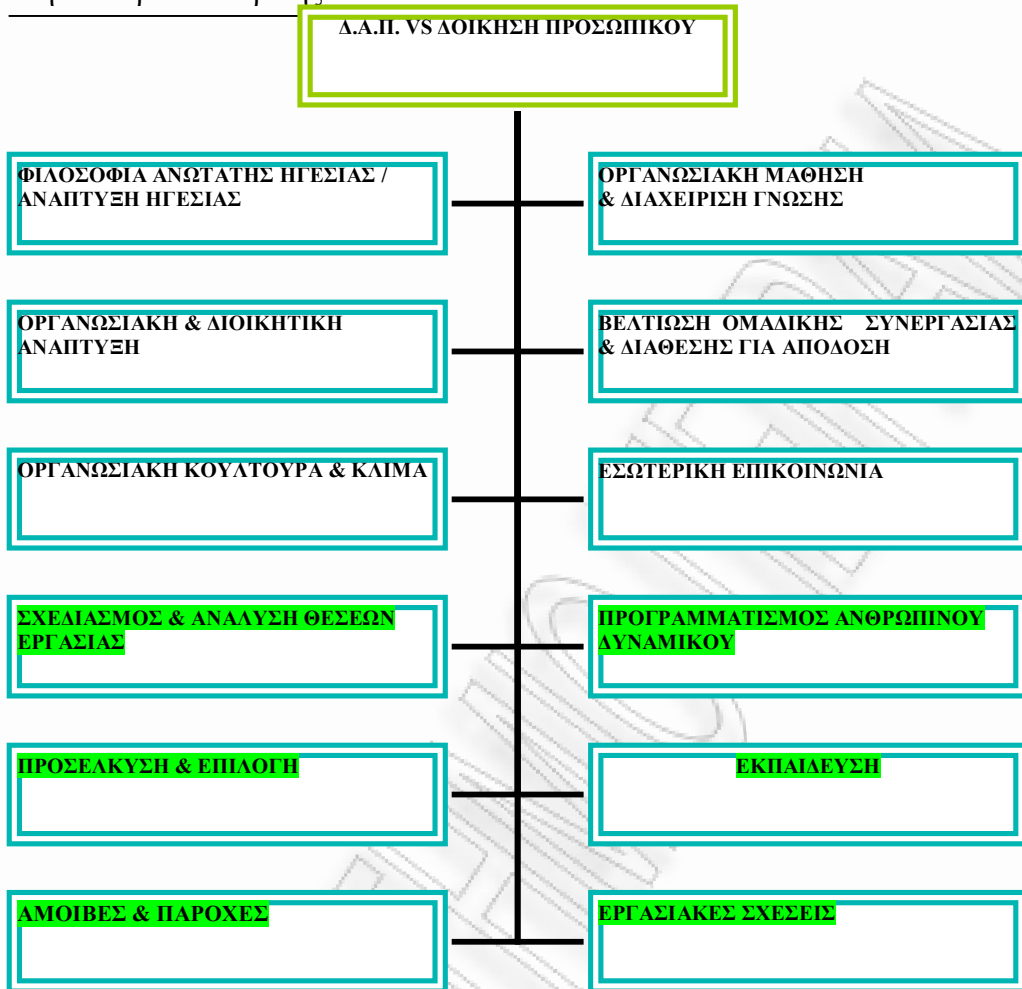 Δ.Α.Π. VS ΔΟΙΚΗΣΗ ΠΡΟΣΩΠΙΚΟΥ
ΦΙΛΟΣΟΦΙΑ ΑΝΩΤΑΤΗΣ ΗΓΕΣΙΑΣ /
ΑΝΑΠΤΥΞΗ ΗΓΕΣΙΑΣ
ΟΡΓΑΝΩΣΙΑΚΗ ΜΑΘΗΣΗ
& ΔΙΑΧΕΙΡΙΣΗ ΓΝΩΣΗΣ
ΟΡΓΑΝΩΣΙΑΚΗ & ΔΙΟΙΚΗΤΙΚΗ
ΑΝΑΠΤΥΞΗ
ΒΕΛΤΙΩΣΗ ΟΜΑΔΙΚΗΣ ΣΥΝΕΡΓΑΣΙΑΣ
& ΔΙΑΘΕΣΗΣ ΓΙΑ ΑΠΟΔΟΣΗ
ΟΡΓΑΝΩΣΙΑΚΗ ΚΟΥΛΤΟΥΡΑ & ΚΛΙΜΑ
ΕΣΩΤΕΡΙΚΗ ΕΠΙΚΟΙΝΩΝΙΑ
ΣΧΕΔΙΑΣΜΟΣ & ΑΝΑΛΥΣΗ ΘΕΣΕΩΝ
ΕΡΓΑΣΙΑΣ
ΠΡΟΓΡΑΜΜΑΤΙΣΜΟΣ ΑΝΘΡΩΠΙΝΟΥ
ΔΥΝΑΜΙΚΟΥ
ΠΡΟΣΕΛΚΥΣΗ & ΕΠΙΛΟΓΗ
ΕΚΠΑΙΔΕΥΣΗ
ΑΜΟΙΒΕΣ & ΠΑΡΟΧΕΣ
ΕΡΓΑΣΙΑΚΕΣ ΣΧΕΣΕΙΣ